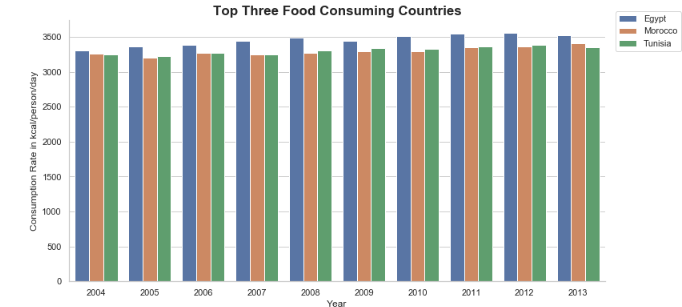 Top Three Food Consuming Countries
Egypt
Morocco
Tunisia
Consumption Rate in kcal/person/day
3500
3000
2500
2000
1500
1000
500
0
2004 2005 2006 2007 2008 2009 2010 2011 2012 2013
Year